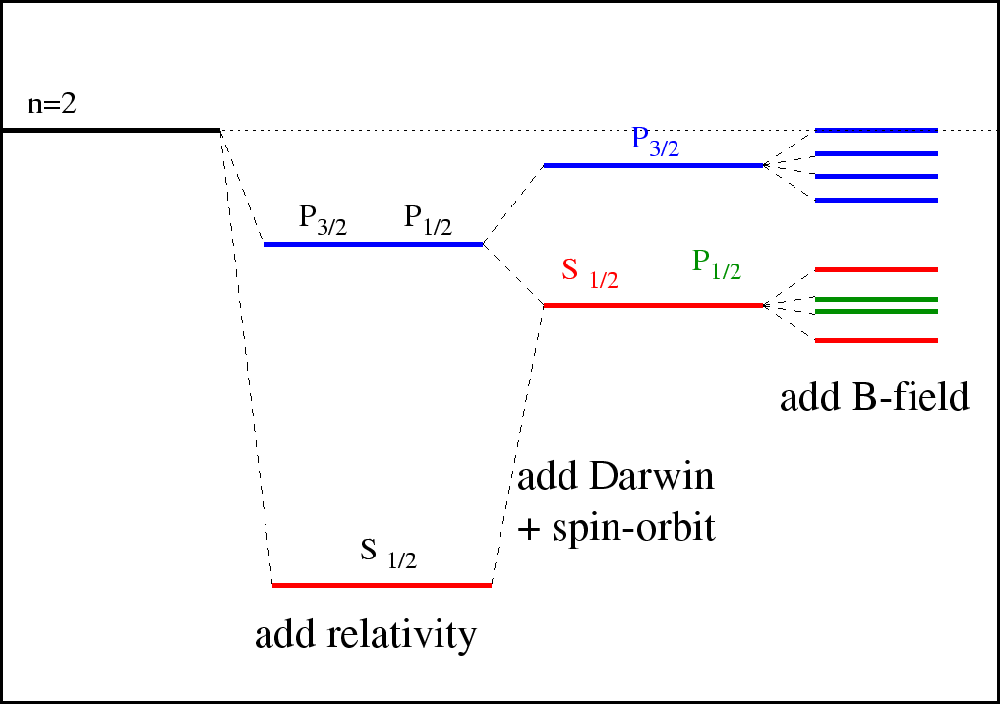 n=2
P3/2
P3/2 P1/2
S 1/2 P1/2
add B-field
add Darwin
+ spin-orbit
S 1/2
add relativity